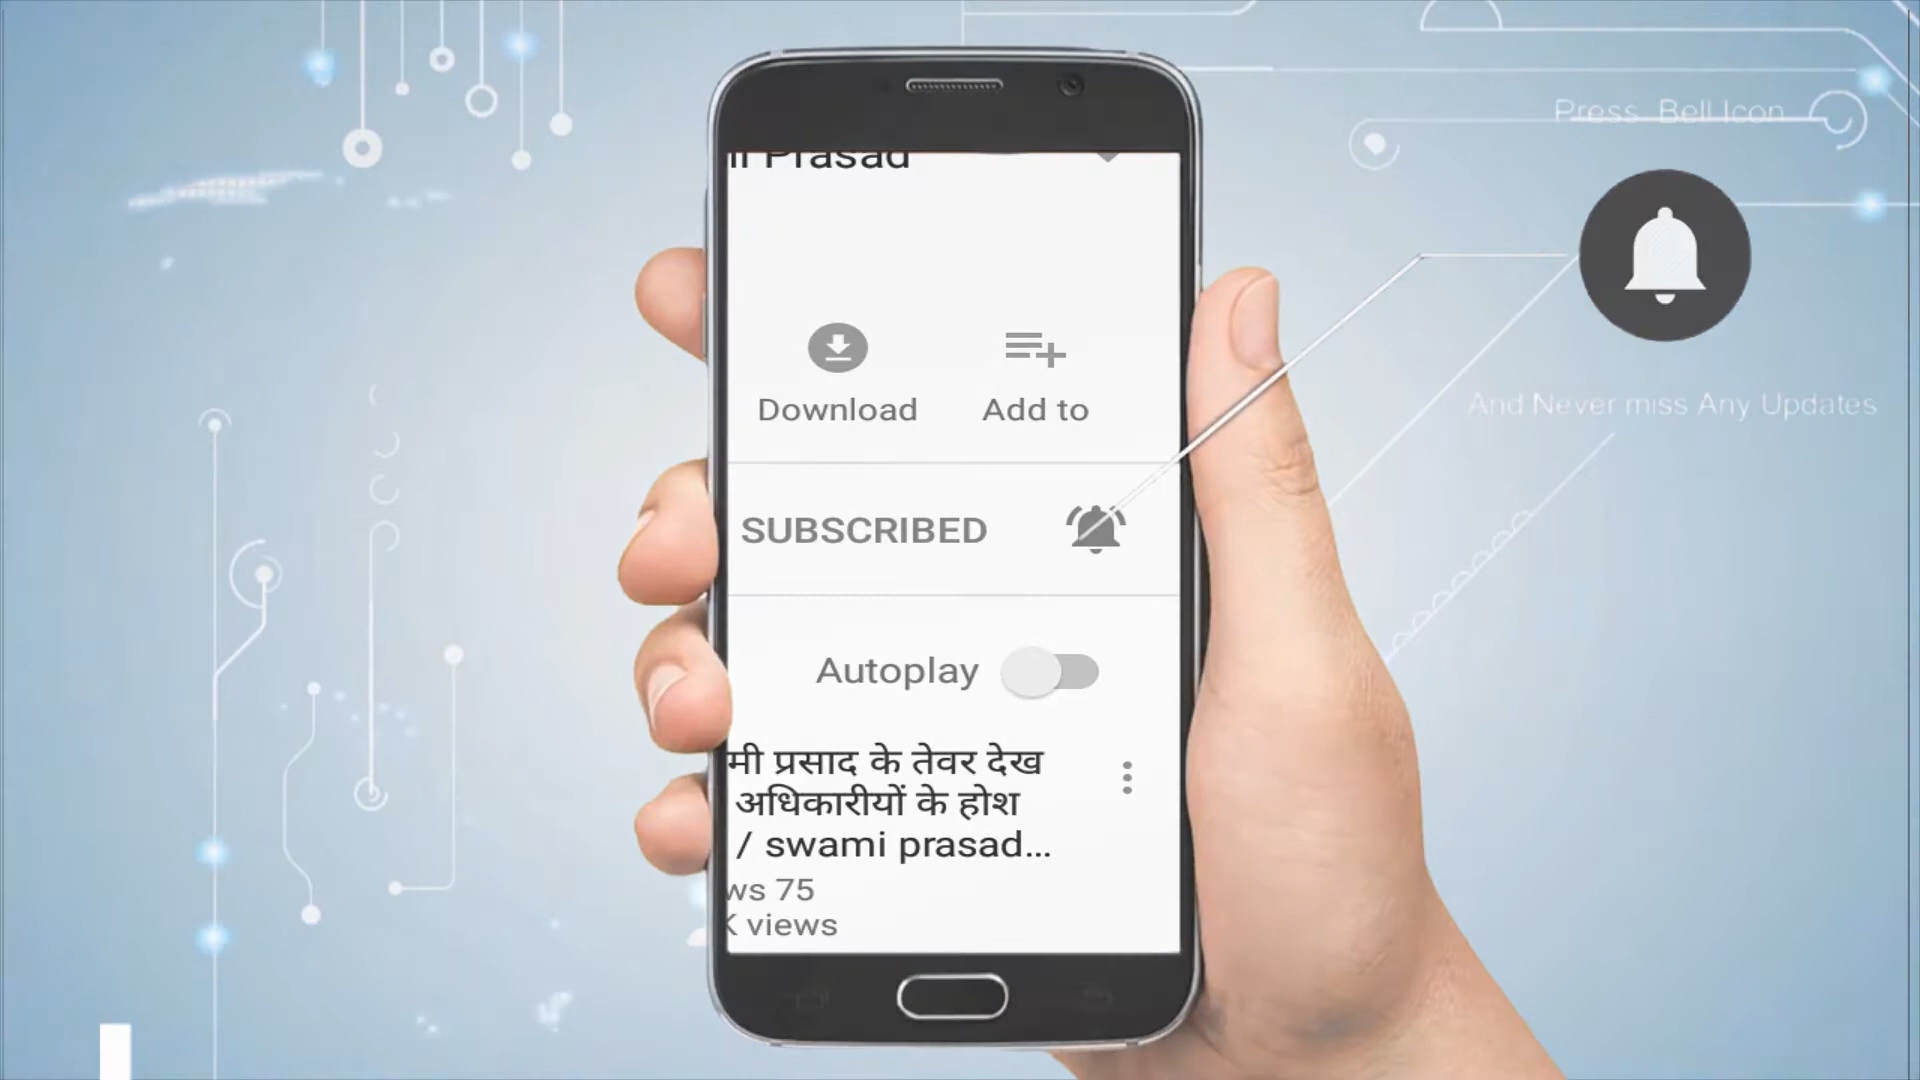 Prasad
Press Bell Icon
Download
Add to
And Never miss Any Updates
SUBSCRIBED
Autoplay
मी प्रसाद के तेवर देख
अधिकारीयों के होश
/ swami prasad...
ws 75
K views